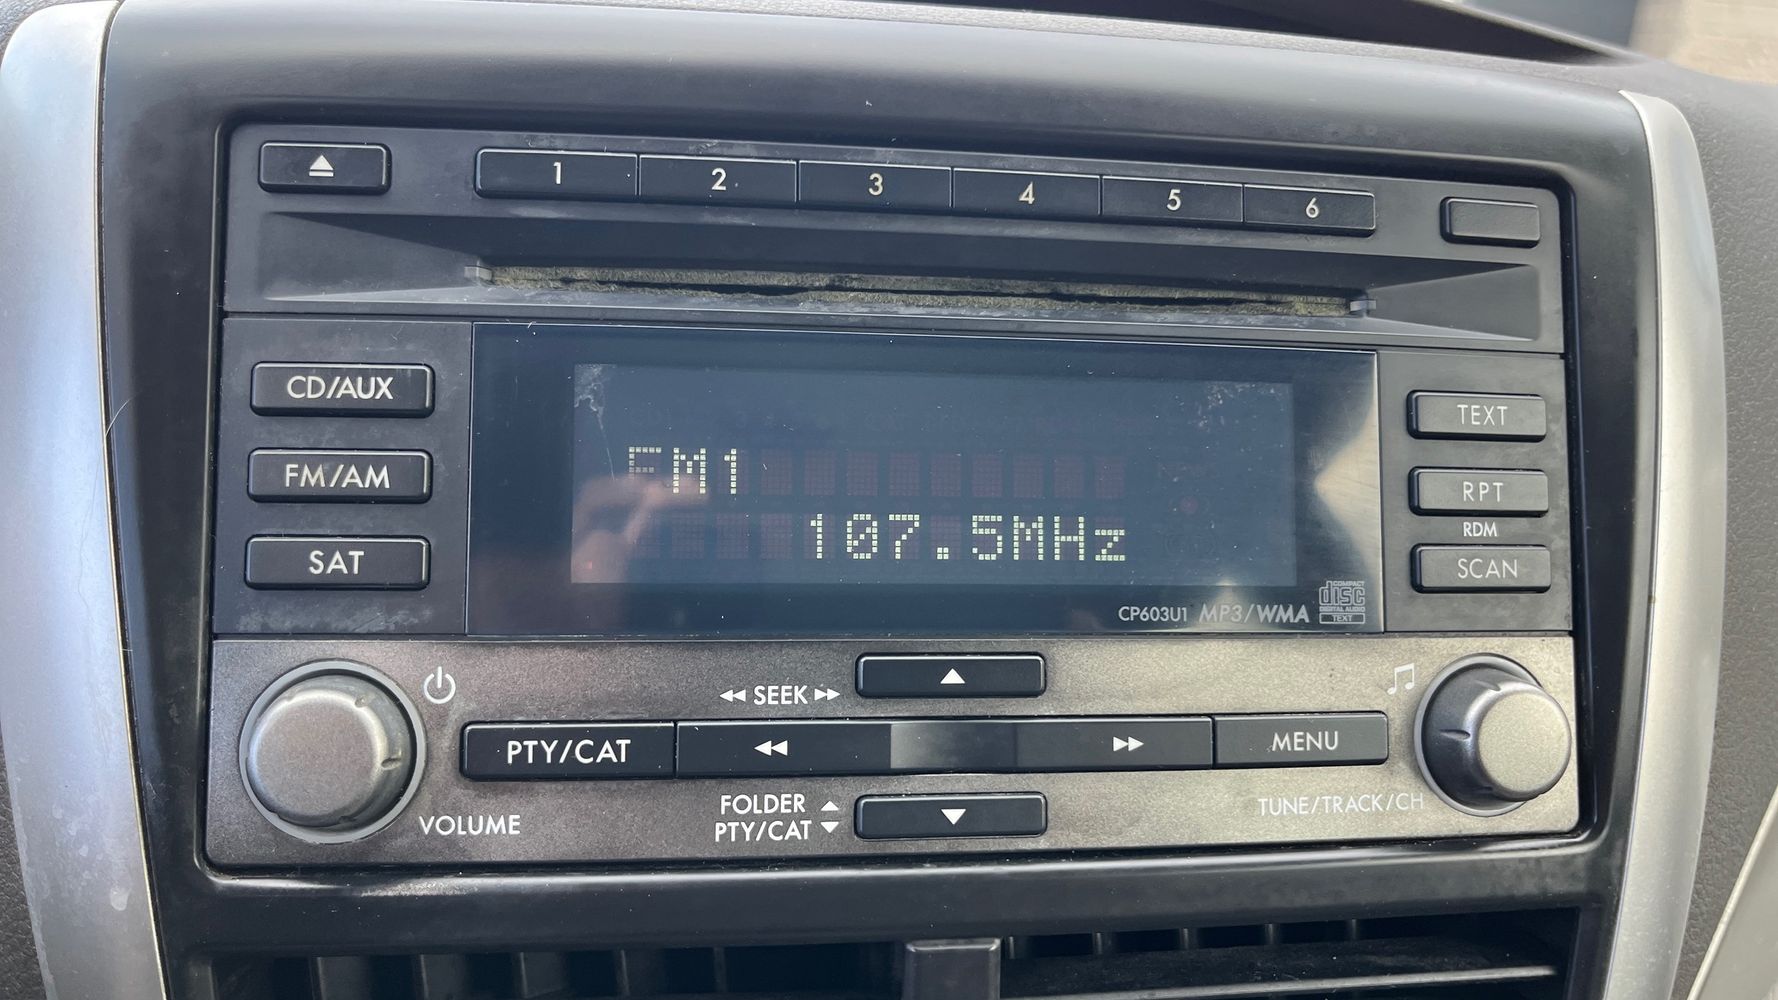 1 2 3 4 5 6
CD/AUX
FM/AM
SAT
FM1
107.5MHz
CP603U1 MP3/WMA
COMPACT
disc
DIGITAL AUDIO
TEXT
TEXT
RPT
RDM
SCAN
SEEK
PTY/CAT
MENU
VOLUME
FOLDER
PTY/CAT
TUNE/TRACK/CH